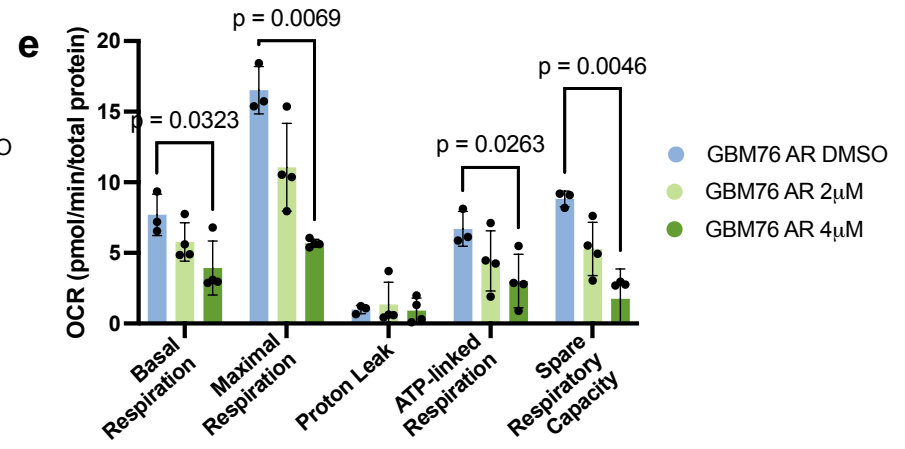 e
O
OCR (pmol/min/total protein)
20
15
10
5
0
p = 0.0323
p = 0.0069
p = 0.0263
p = 0.0046
Basal
Respiration
Maximal
Respiration
Proton Leak
ATP-linked
Respiration
Spare
Respiratory
Capacity
GBM76 AR DMSO
GBM76 AR 2μM
GBM76 AR 4μM